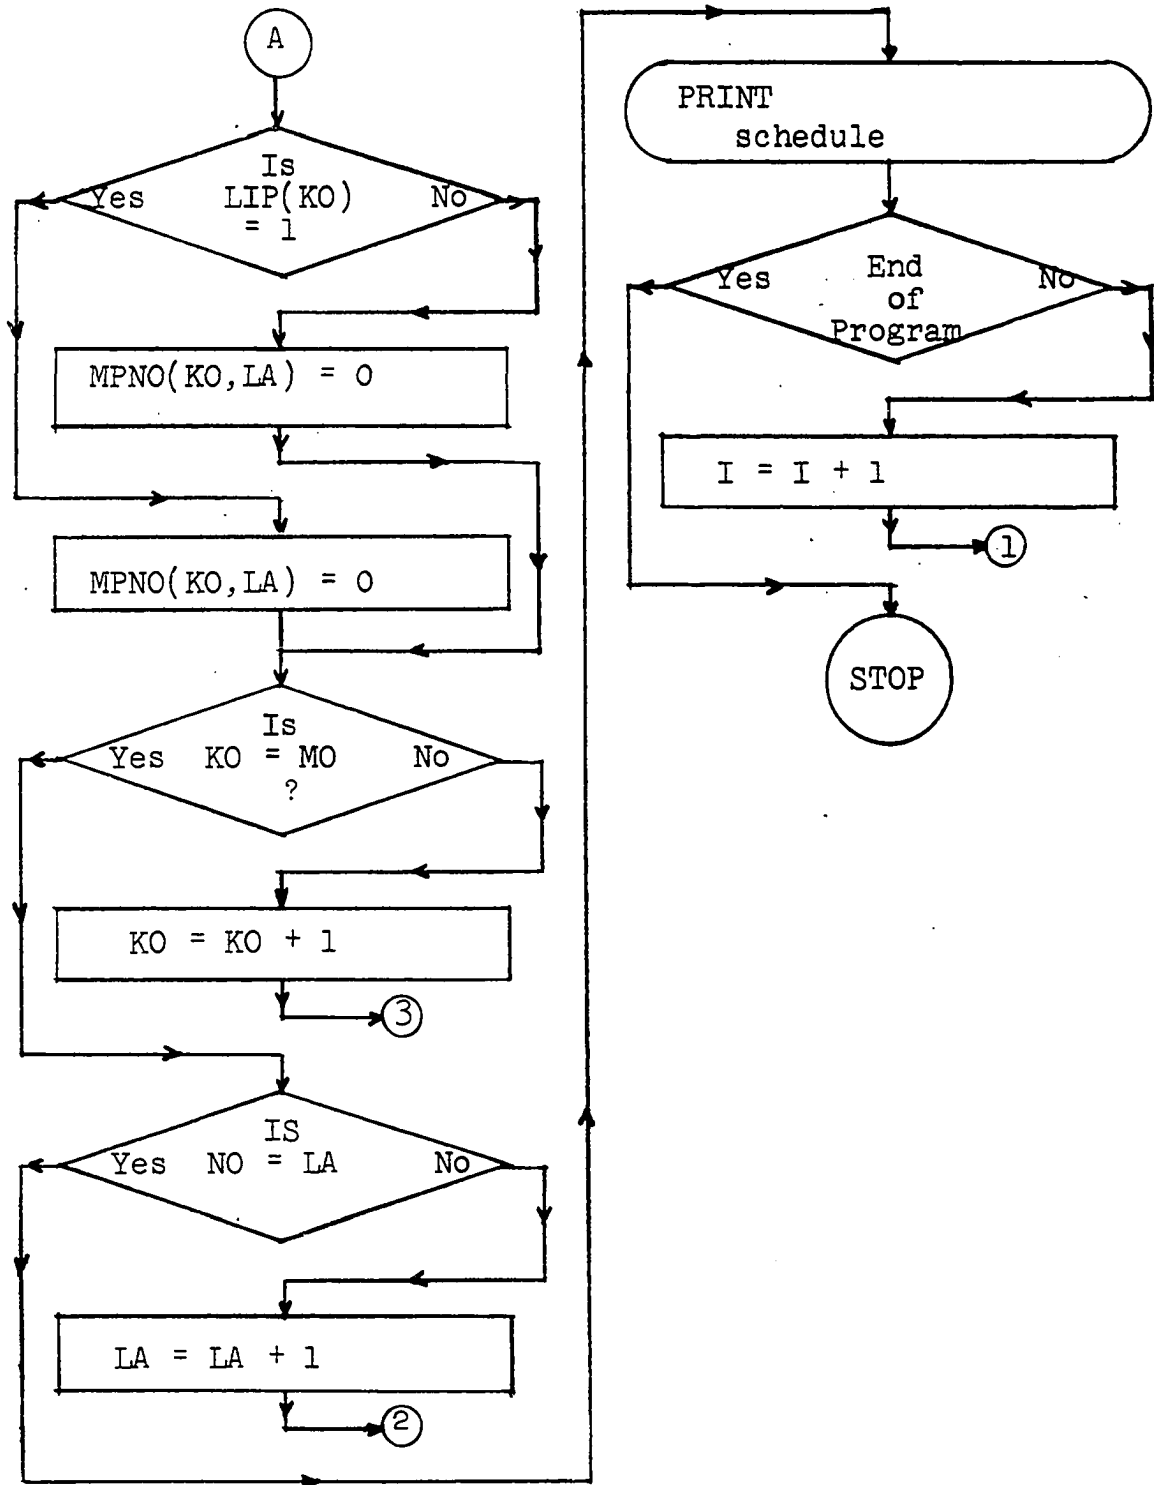 A
Is
Yes LIP(KO) No
= 1
MPNO(KO,LA) = 0
MPNO(KO,LA) = 0
Is
Yes KO = MO No
?
KO = KO + 1
3
IS
Yes NO = LA No
LA = LA + 1
2
PRINT
schedule
Yes End No
of
Program
I = I + 1
1
STOP